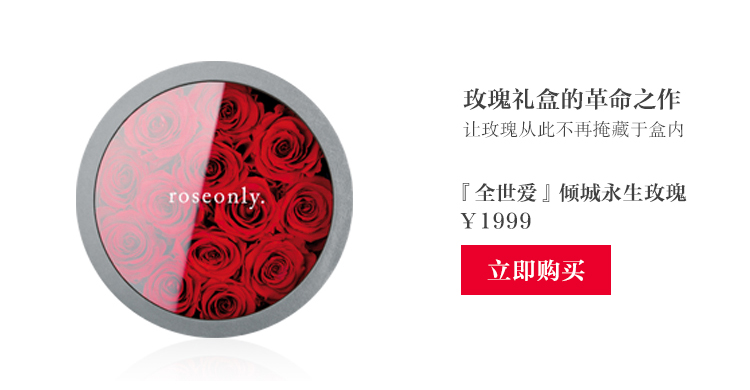 roseonly.
玫瑰礼盒的革命之作
让玫瑰从此不再掩藏于盒内
『全世爱』倾城永生玫瑰
￥1999
立即购买